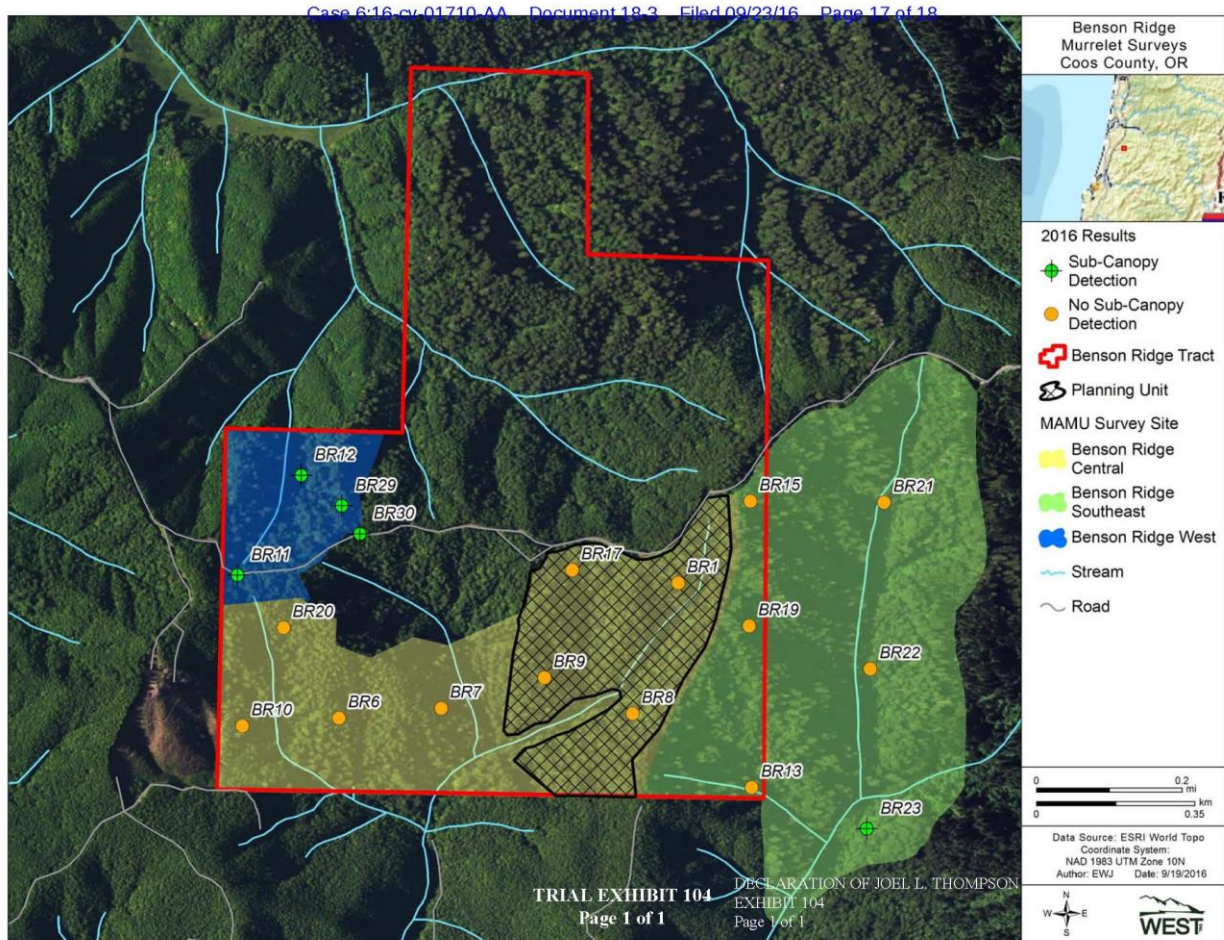 Case 6:16-cv-01710-AA Document 18-3 Filed 09/23/16 Page 17 of 18
Benson Ridge
Murrelet Surveys
Coos County, OR
2016 Results
Sub-Canopy
Detection
No Sub-Canopy
Detection
Benson Ridge Tract
Planning Unit
MAMU Survey Site
Benson Ridge
Central
Benson Ridge
Southeast
Benson Ridge West
Stream
Road
BR12
BR29
BR30
BR11
BR15
BR21
BR17
BR1
BR20
BR19
BR9
BR22
BR10
BR6
BR7
BR8
BR13
BR23
0 0.2
mi
km
0 0.35
Data Source: ESRI World Topo
Coordinate System:
NAD 1983 UTM Zone 10N
Author: EWJ Date: 9/19/2016
N
W E
S
WEST
TRIAL EXHIBIT 104
Page 1 of 1
DECLARATION OF JOEL L. THOMPSON
EXHIBIT 104
Page 1 of 1